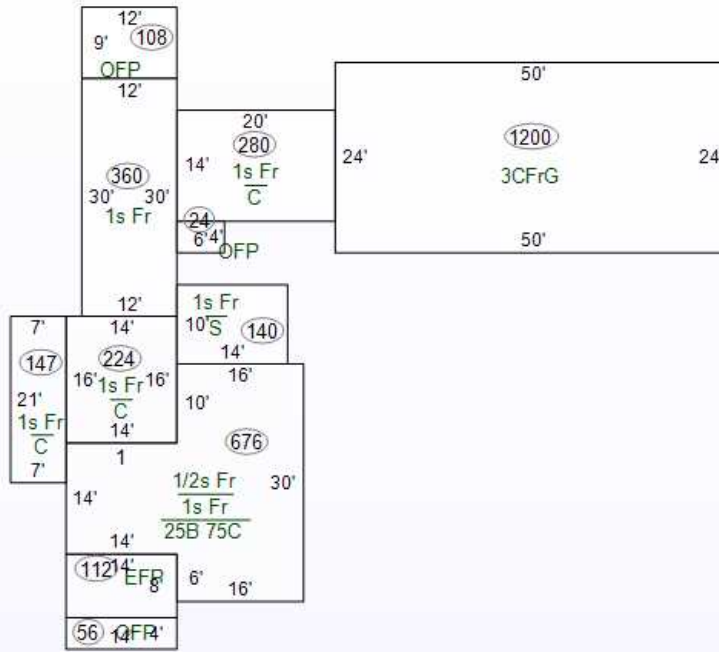 12'
9' 108
OFP
12'
360
30' 30'
1s Fr
12'
20'
280
14'
1s Fr
C
24
6' 4'
OFP
50'
24' 1200 24
3CFrG
50'
1s Fr
10'
S 140
14'
7'
147
21'
1s Fr
C
7'
14'
224
16' 16'
1s Fr
C
14'
16'
10'
676
1
1/2s Fr
30'
1s Fr
14'
25B 75C
14'
6'
16'
14'
112 EFP
8
56 OFP 4'
14'